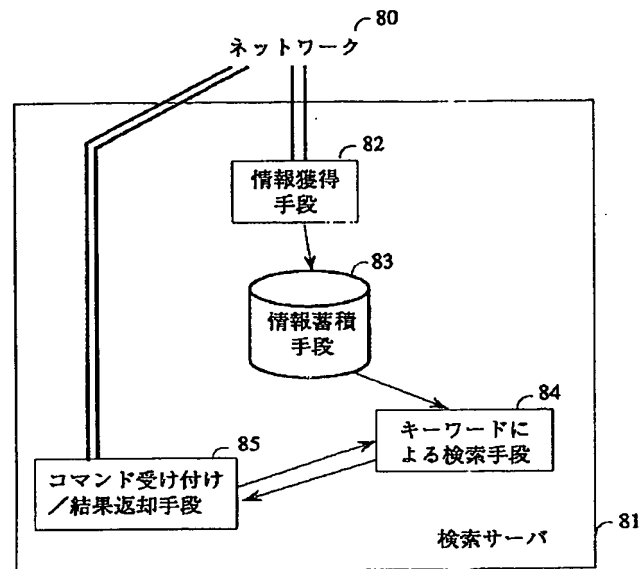 80
ネットワーク
82
情報獲得
手段
83
情報蓄積
手段
84
キーワードに
よる検索手段
85
コマンド受け付け
/結果返却手段
81
検索サーバ